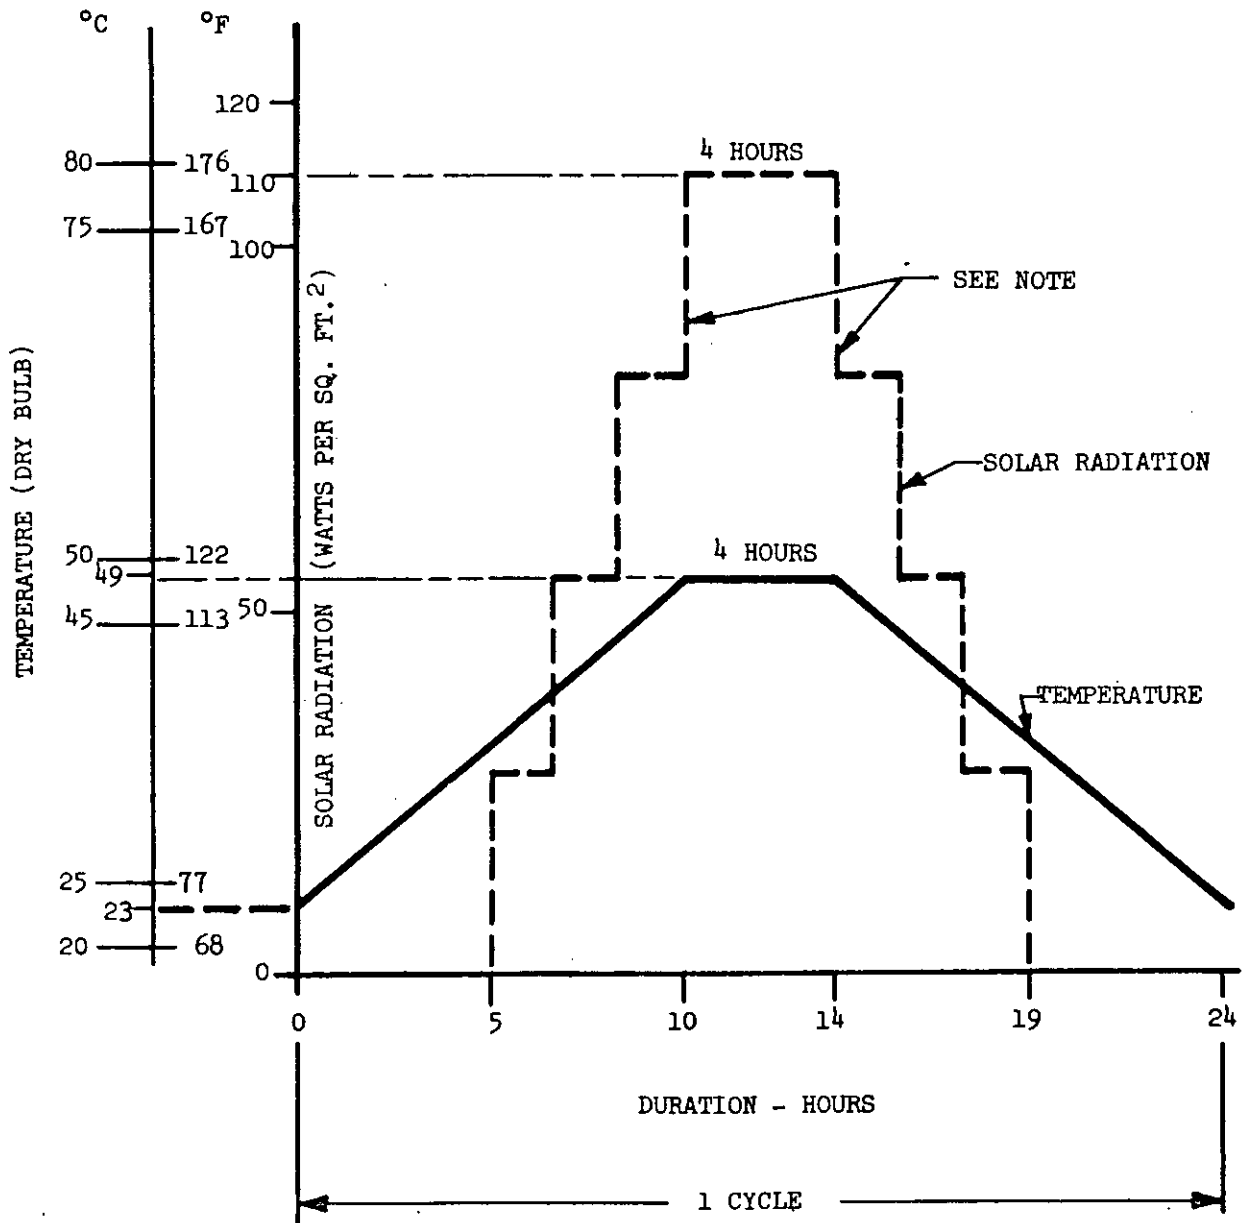 °C
°F
120
80
176
4 HOURS
110
75
167
100
SEE NOTE
TEMPERATURE (DRY BULB)
SOLAR RADIATION (WATTS PER SQ. FT.²)
SOLAR RADIATION
50
122
49
4 HOURS
45
113
50
TEMPERATURE
25
77
23
20
68
0
0
5
10
14
19
24
DURATION - HOURS
1 CYCLE